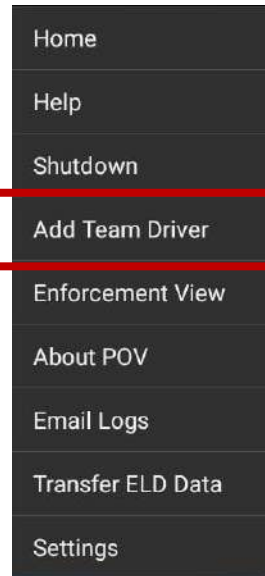 Home
Help
Shutdown
Add Team Driver
Enforcement View
About POV
Email Logs
Transfer ELD Data
Settings